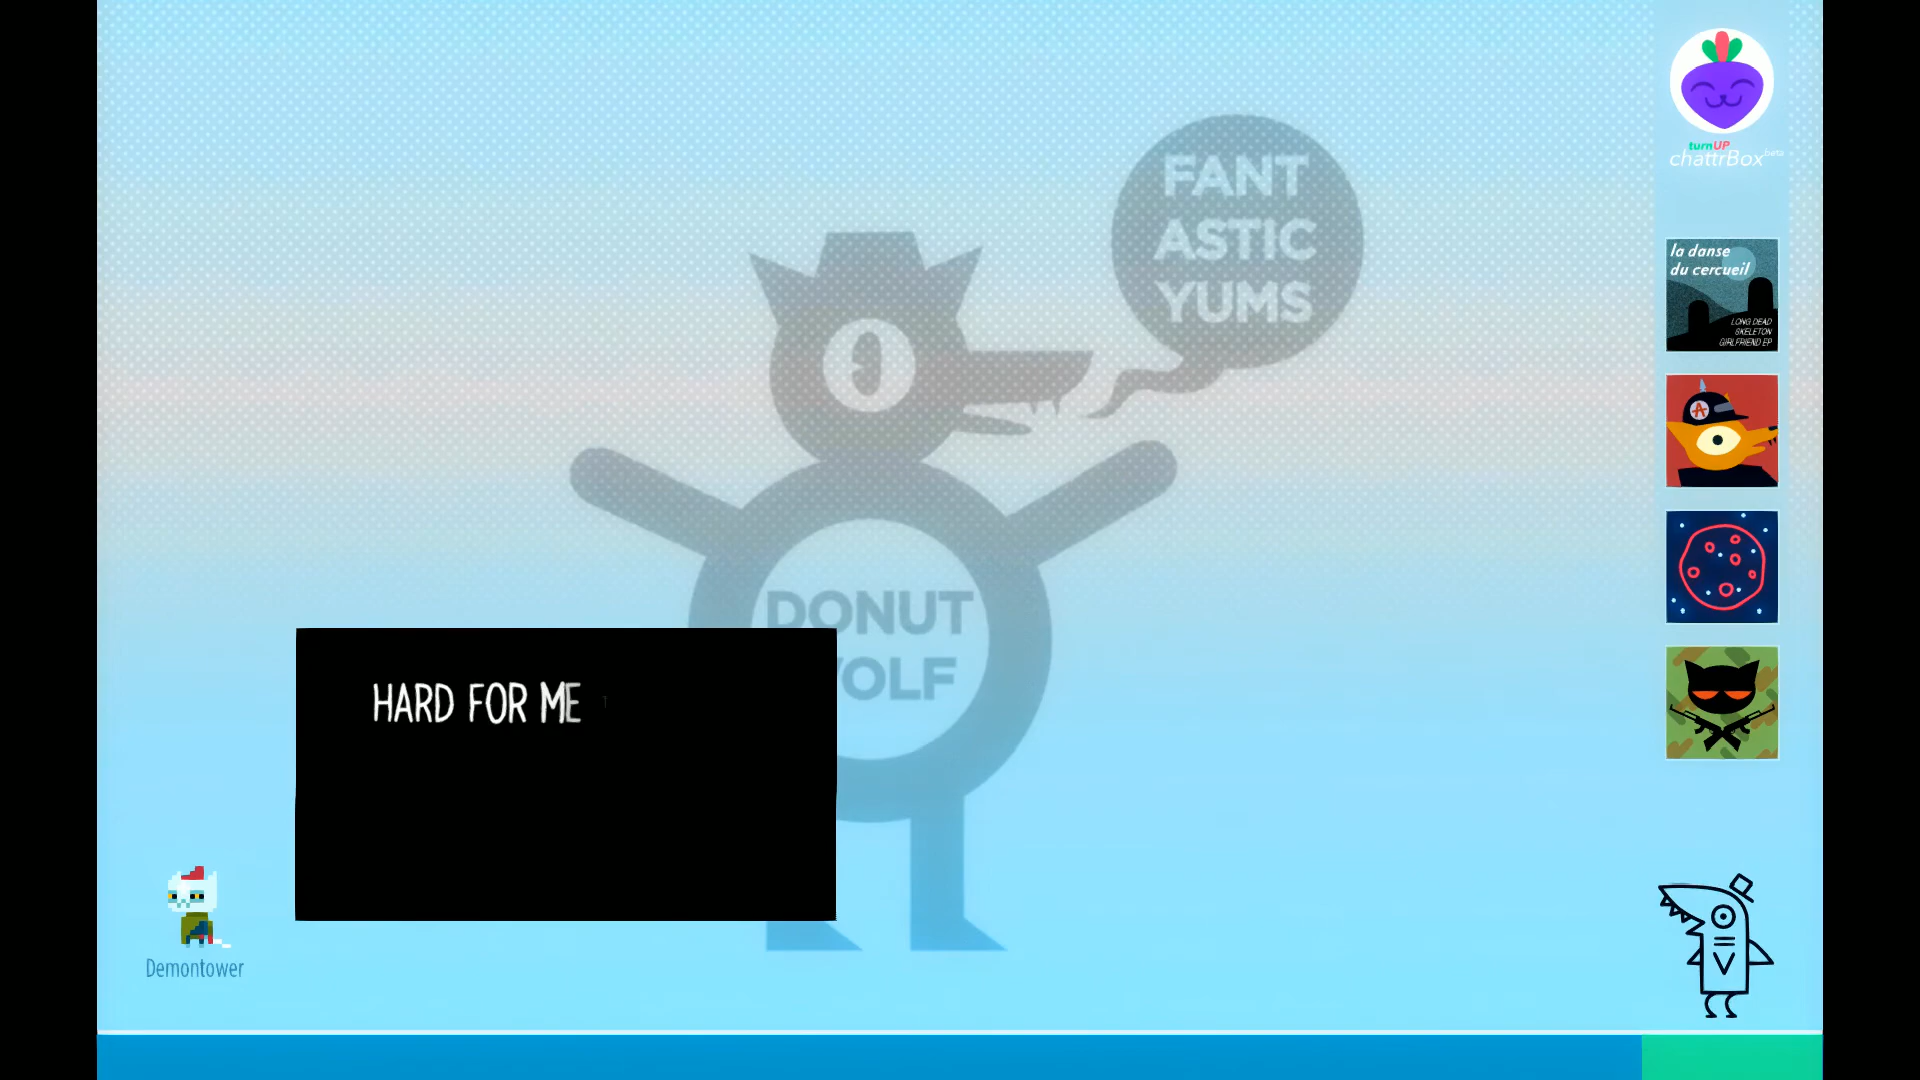 FANT
ASTIC
YUMS
turnUP
chattrBox beta
la danse
du cercueil
LONG DEAD
SKELETON
GIRLFRIEND EP
A
DONUT
OLF
HARD FOR ME
Demontower